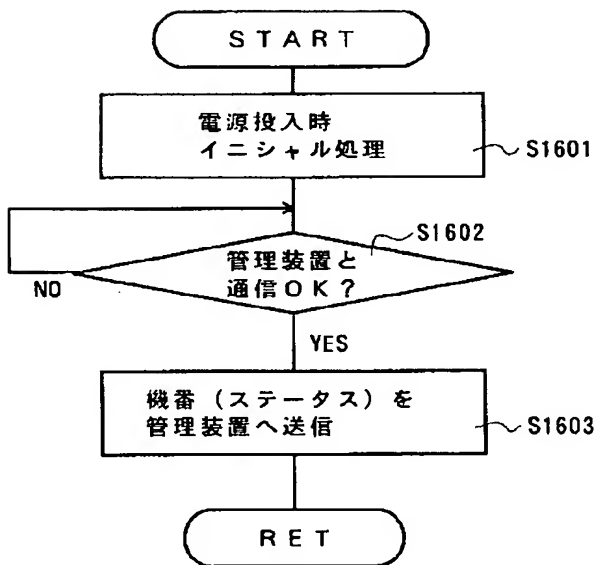 START
電源投入時
イニシャル処理
S1601
S1602
管理装置と
通信OK?
NO
YES
機番(ステータス)を
管理装置へ送信
S1603
RET